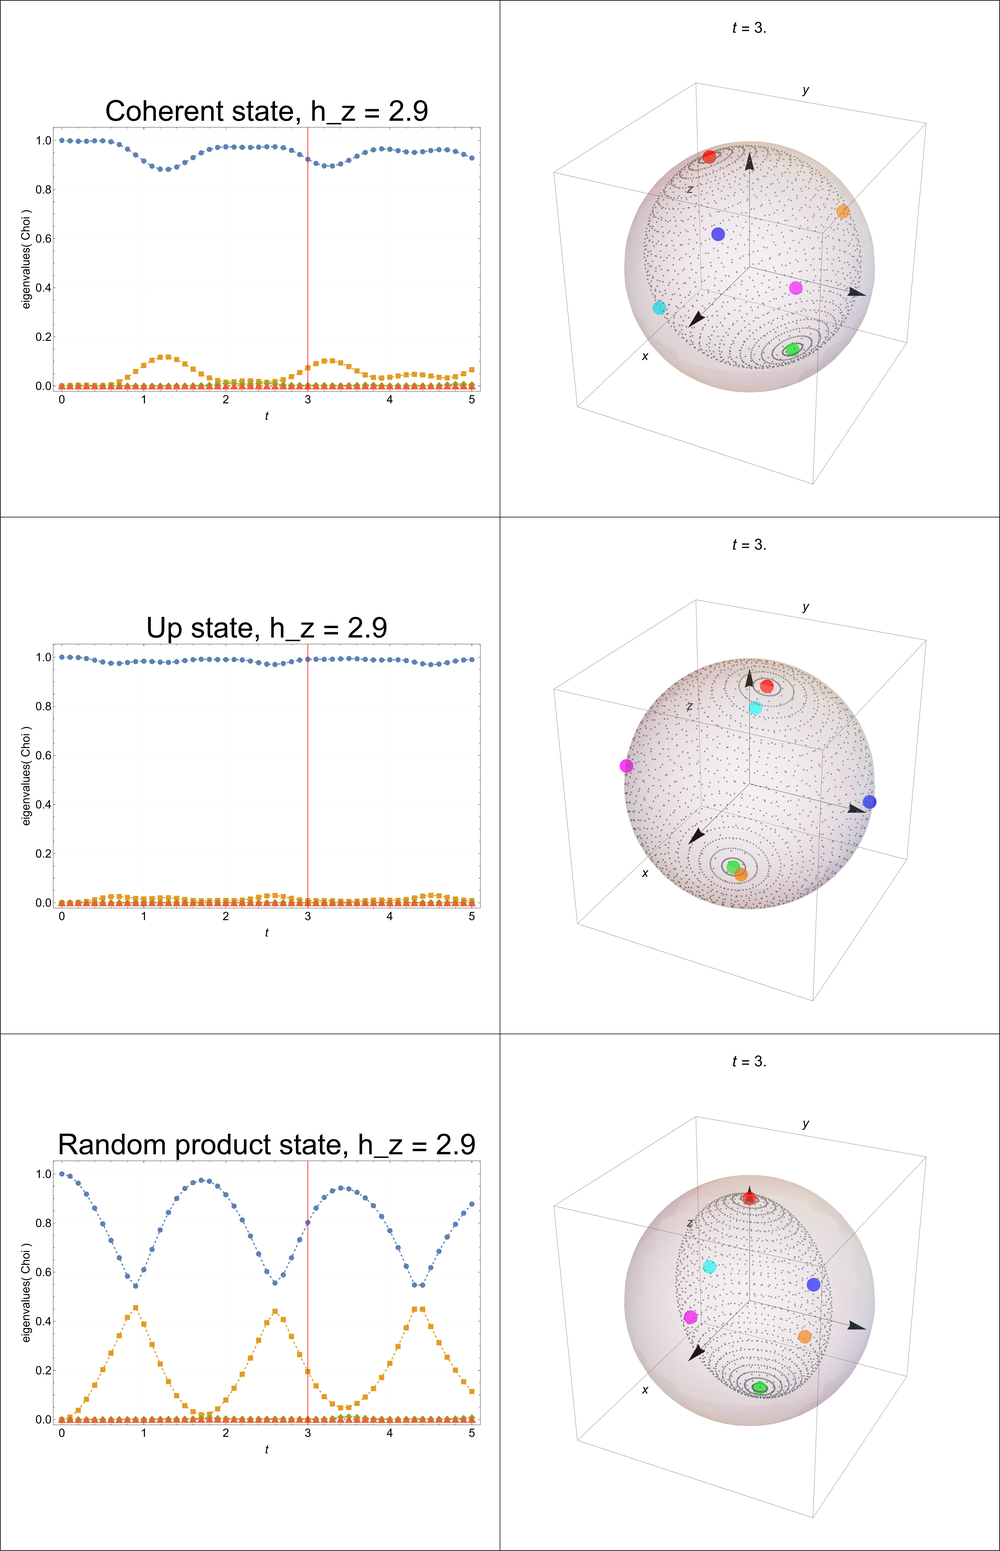 t = 3.
y
Coherent state, h_z = 2.9
1.0
0.8
0.6
0.4
0.2
0.0
eigenvalues( Choi )
0 1 2 3 4 5
t
z
x
t = 3.
y
Up state, h_z = 2.9
1.0
0.8
0.6
0.4
0.2
0.0
eigenvalues( Choi )
0 1 2 3 4 5
t
z
x
t = 3.
y
Random product state, h_z = 2.9
1.0
0.8
0.6
0.4
0.2
0.0
eigenvalues( Choi )
0 1 2 3 4 5
t
z
x